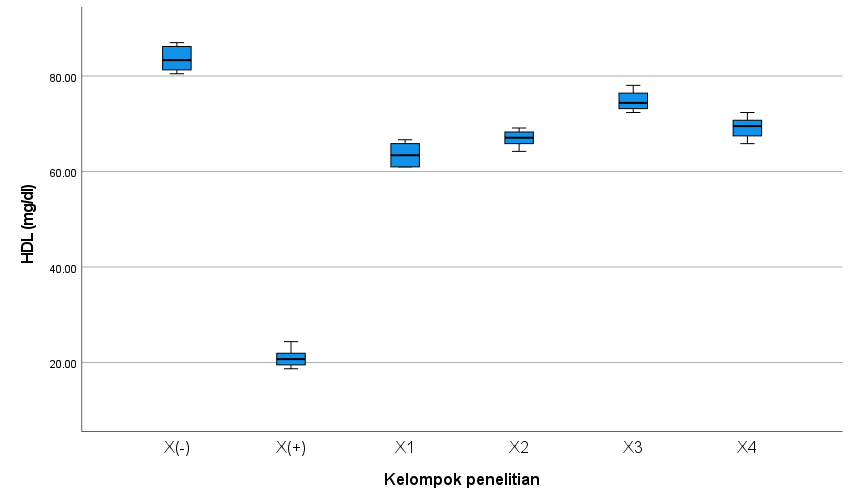 HDL (mg/dl)
80.00
60.00
40.00
20.00
X(-) X(+) X1 X2 X3 X4
Kelompok penelitian